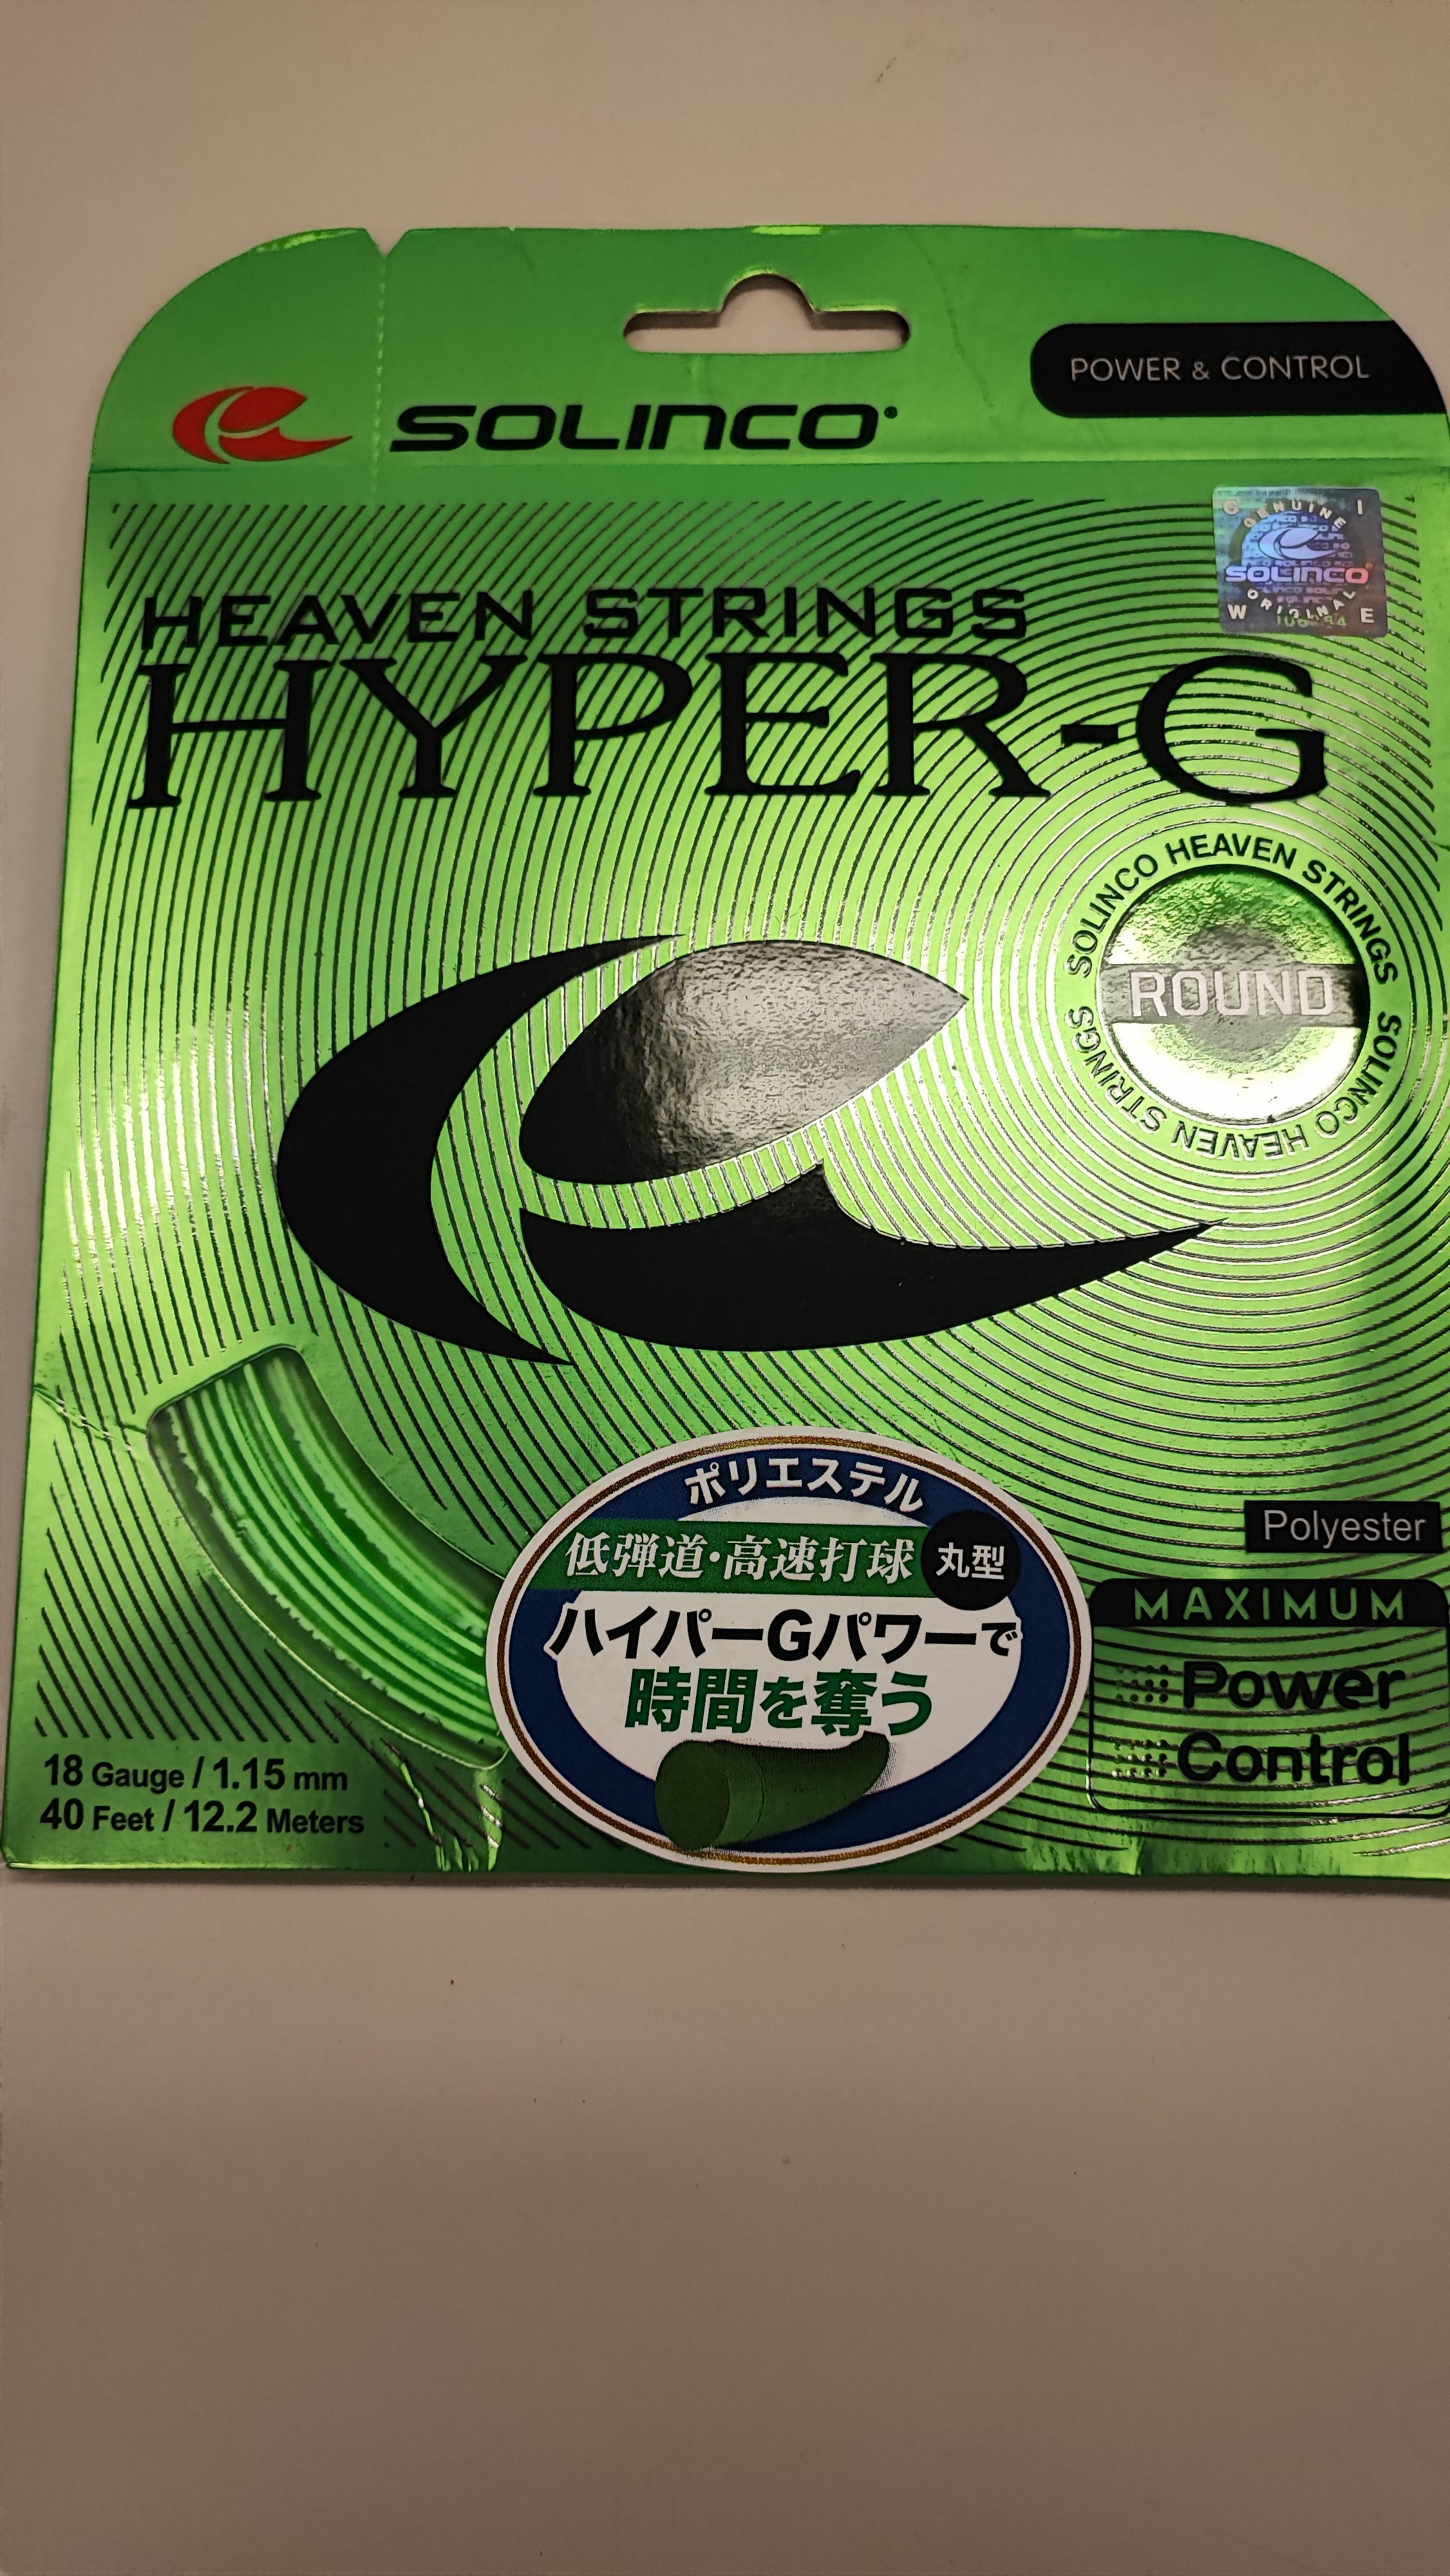 POWER & CONTROL
SOLINCO
GENUINE
SOLINCO
ORIGINAL
W E
HEAVEN STRINGS
HYPER-G
SOLINCO HEAVEN STRINGS SOLINCO HEAVEN STRINGS
ROUND
ポリエステル
低弾道・高速打球 丸型
ハイパーGパワーで
時間を奪う
Polyester
MAXIMUM
Power
Control
18 Gauge / 1.15 mm
40 Feet / 12.2 Meters